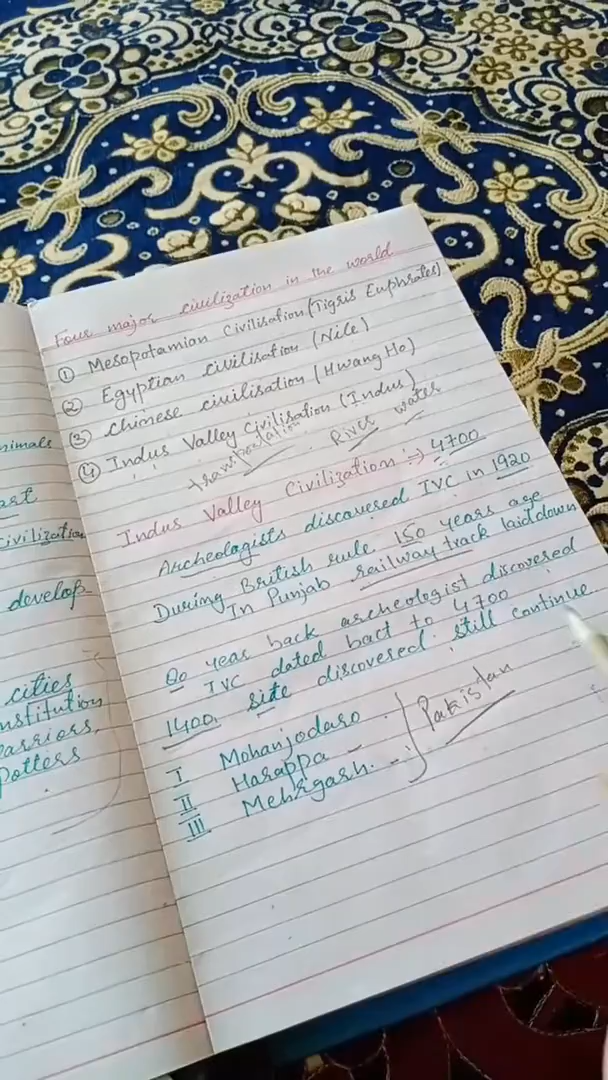 nimals
art
civilization
develop-
cities
nstitution
arriors,
Potters
Four major civilization in the world
① Mesopotamian Civilisation (Tigris Euphrates)
② Egyptian civilisation (Nile)
③ Chinese civilisation (Hwang Ho)
④ Indus Valley Civilisation (Indus)
transportation River water
Indus Valley Civilization :-) 4700
Archeologists discovered IVC in 1920
During British rule 150 years age
In Punjab railway track laid down
year back archeologist discovered
IVC dated bact to 4700
1400, site discovered still continue
I Mohanjodaro -
II Harappa - Pakistan
III Mehrgarh. -